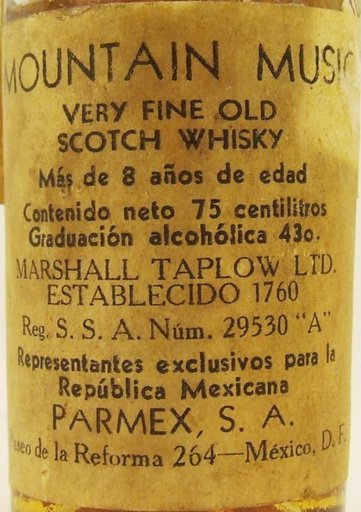 MOUNTAIN MUSIC
VERY FINE OLD
SCOTCH WHISKY
Más de 8 años de edad
Contenido neto 75 centilitros
Graduación alcohólica 43o.
MARSHALL TAPLOW LTD.
ESTABLECIDO 1760
Reg. S. S. A. Núm. 29530 "A"
Representantes exclusivos para la
República Mexicana
PARMEX, S. A.
Paseo de la Reforma 264—México, D. F.